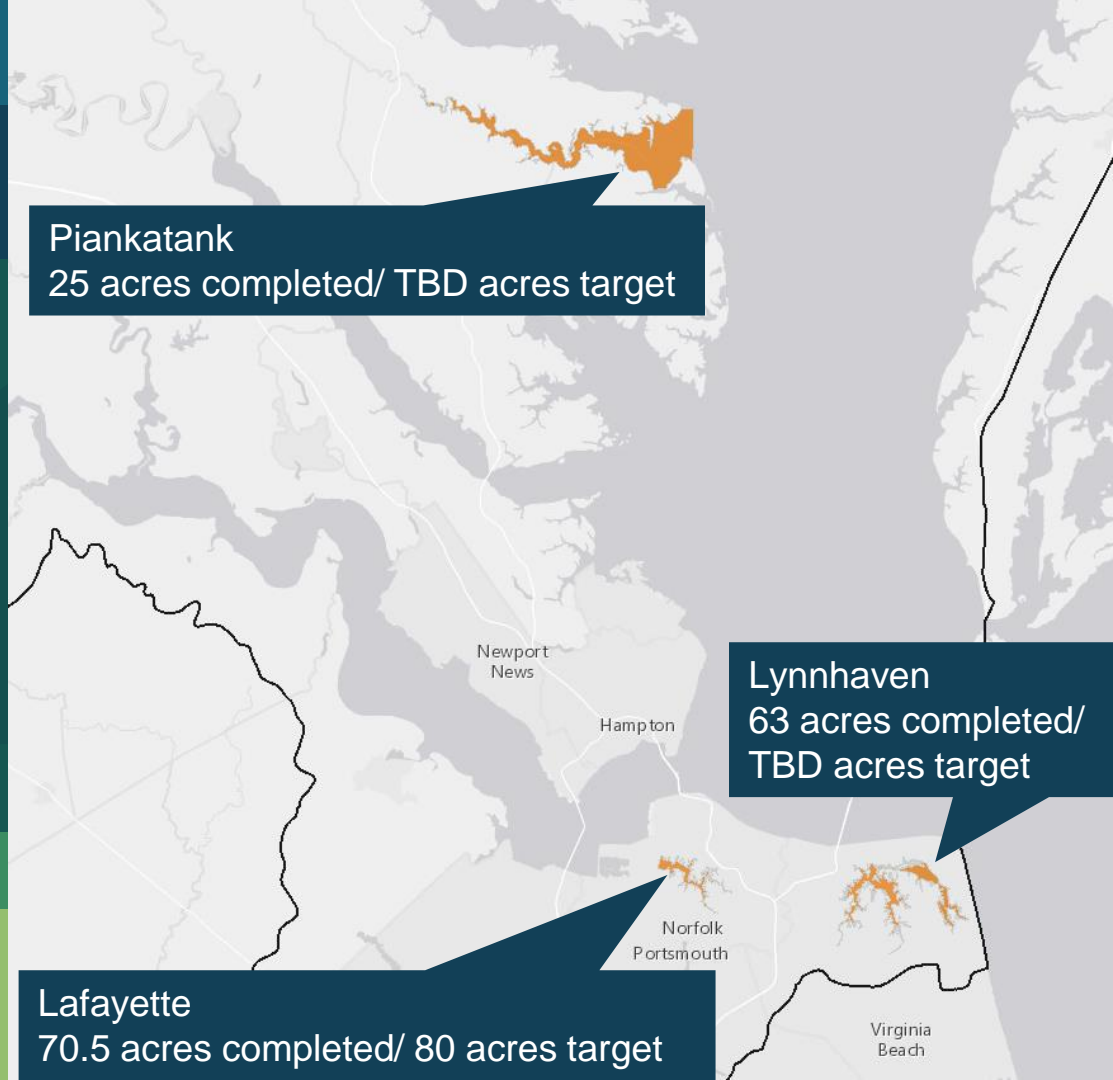 Piankatank
25 acres completed/ TBD acres target
Newport
News
Hampton
Lynnhaven
63 acres completed/
TBD acres target
Norfolk
Portsmouth
Virginia
Beach
Lafayette
70.5 acres completed/ 80 acres target